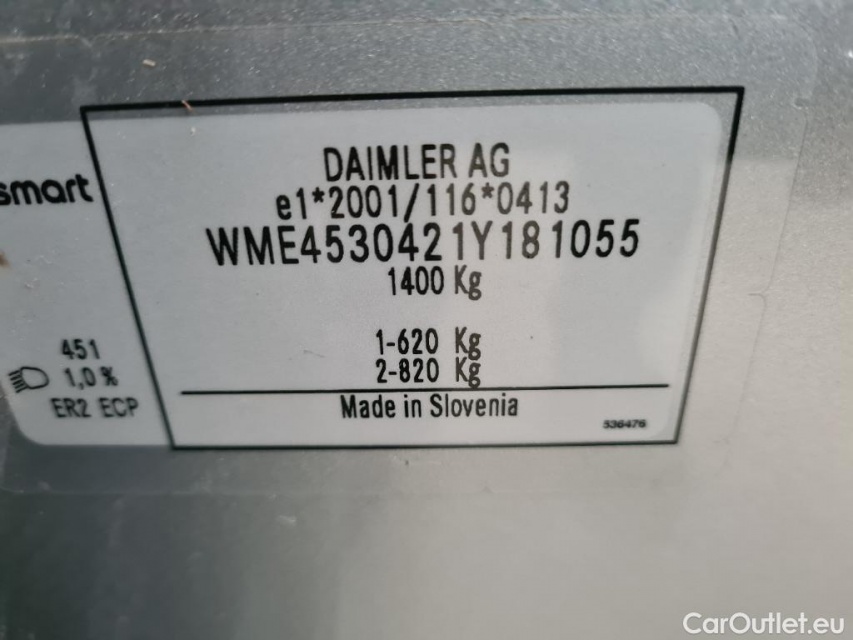 DAIMLER AG
e1*2001/116*0413
WME4530421Y181055
1400 Kg
1-620 Kg
2-820 Kg
Made in Slovenia
536476
smart
451
1,0 %
ER2 ECP
CarOutlet.eu